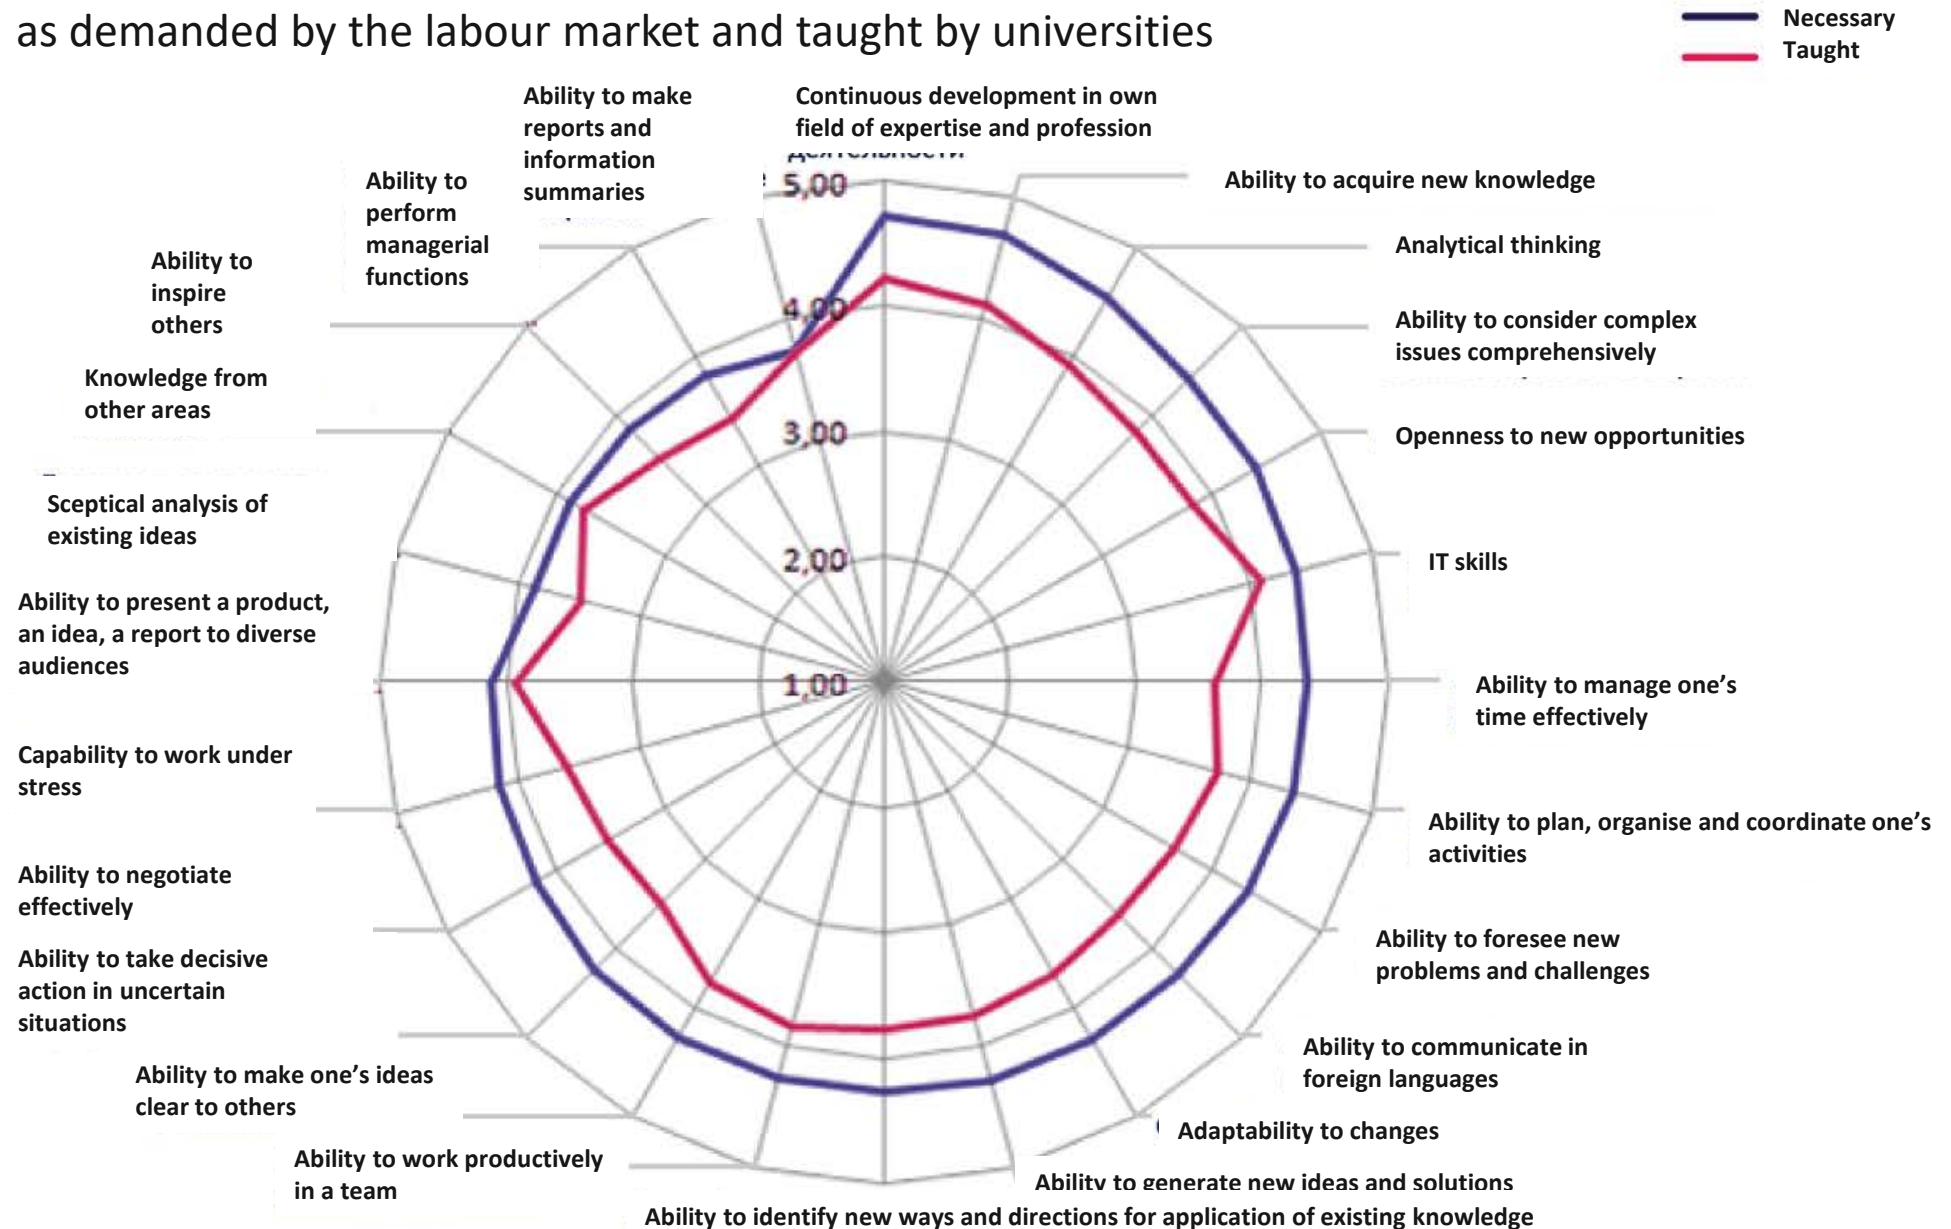 as demanded by the labour market and taught by universities
Necessary
Taught
Ability to make
reports and
information
summaries
Continuous development in own
field of expertise and profession
деятельности
Ability to
perform
managerial
functions
Ability to acquire new knowledge
Ability to
inspire
others
Analytical thinking
Ability to consider complex
issues comprehensively
Knowledge from
other areas
Openness to new opportunities
Sceptical analysis of
existing ideas
IT skills
Ability to present a product,
an idea, a report to diverse
audiences
Ability to manage one's
time effectively
Capability to work under
stress
Ability to plan, organise and coordinate one's
activities
Ability to negotiate
effectively
Ability to foresee new
problems and challenges
Ability to take decisive
action in uncertain
situations
Ability to communicate in
foreign languages
Ability to make one's ideas
clear to others
Adaptability to changes
Ability to work productively
in a team
Ability to generate new ideas and solutions
Ability to identify new ways and directions for application of existing knowledge
5,00
4,00
3,00
2,00
1,00